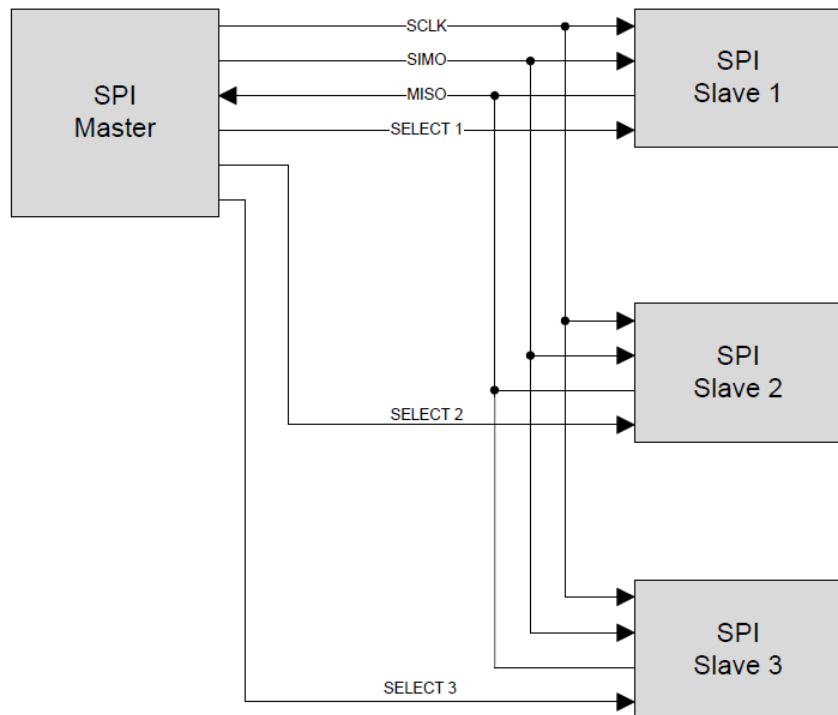 SCLK
SIMO
MISO
SELECT 1
SPI
Master
SPI
Slave 1
SPI
Slave 2
SELECT 2
SPI
Slave 3
SELECT 3